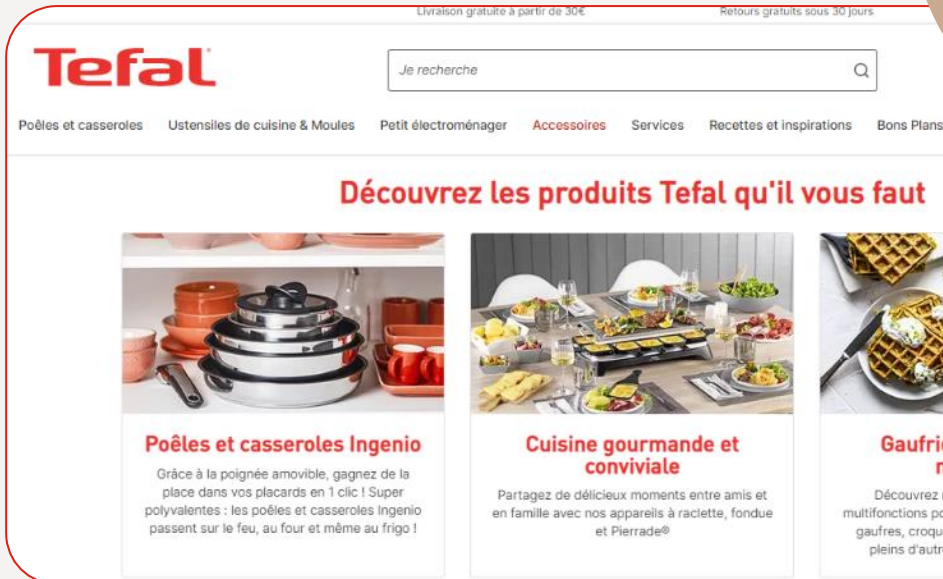 Livraison gratuite à partir de 30€
Retours gratuits sous 30 jours
Tefal
Je recherche
Poêles et casseroles
Ustensiles de cuisine & Moules
Petit électroménager
Accessoires
Services
Recettes et inspirations
Bons Plans
Découvrez les produits Tefal qu'il vous faut
Poêles et casseroles Ingenio
Grâce à la poignée amovible, gagnez de la
place dans vos placards en 1 clic ! Super
polyvalentes : les poêles et casseroles Ingenio
passent sur le feu, au four et même au frigo !
Cuisine gourmande et
conviviale
Partagez de délicieux moments entre amis et
en famille avec nos appareils à raclette, fondue
et Pierrade®
Découvrez
multifonctions
gaufres,
pleins